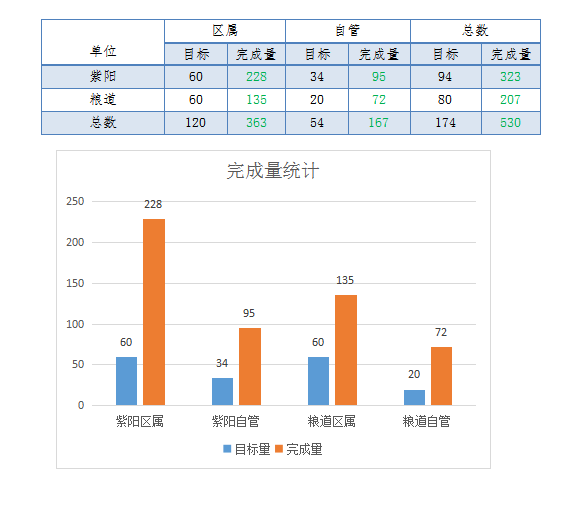 区属 自管 总数
单位 目标 完成量 目标 完成量 目标 完成量
紫阳 60 228 34 95 94 323
粮道 60 135 20 72 80 207
总数 120 363 54 167 174 530
完成量统计
250
200
150
100
50
0
228
60
95
34
135
60
72
20
紫阳区属 紫阳自管 粮道区属 粮道自管
目标量 完成量